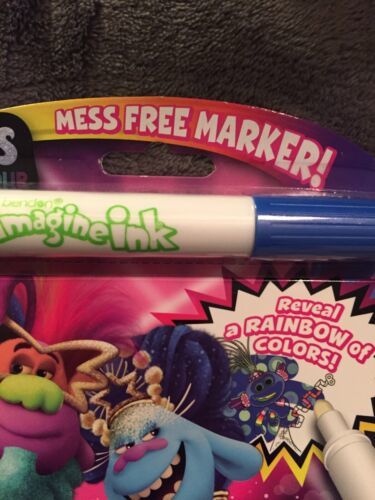 MESS FREE MARKER!
bendon®
imagine ink
Reveal
a RAINBOW of
COLORS!